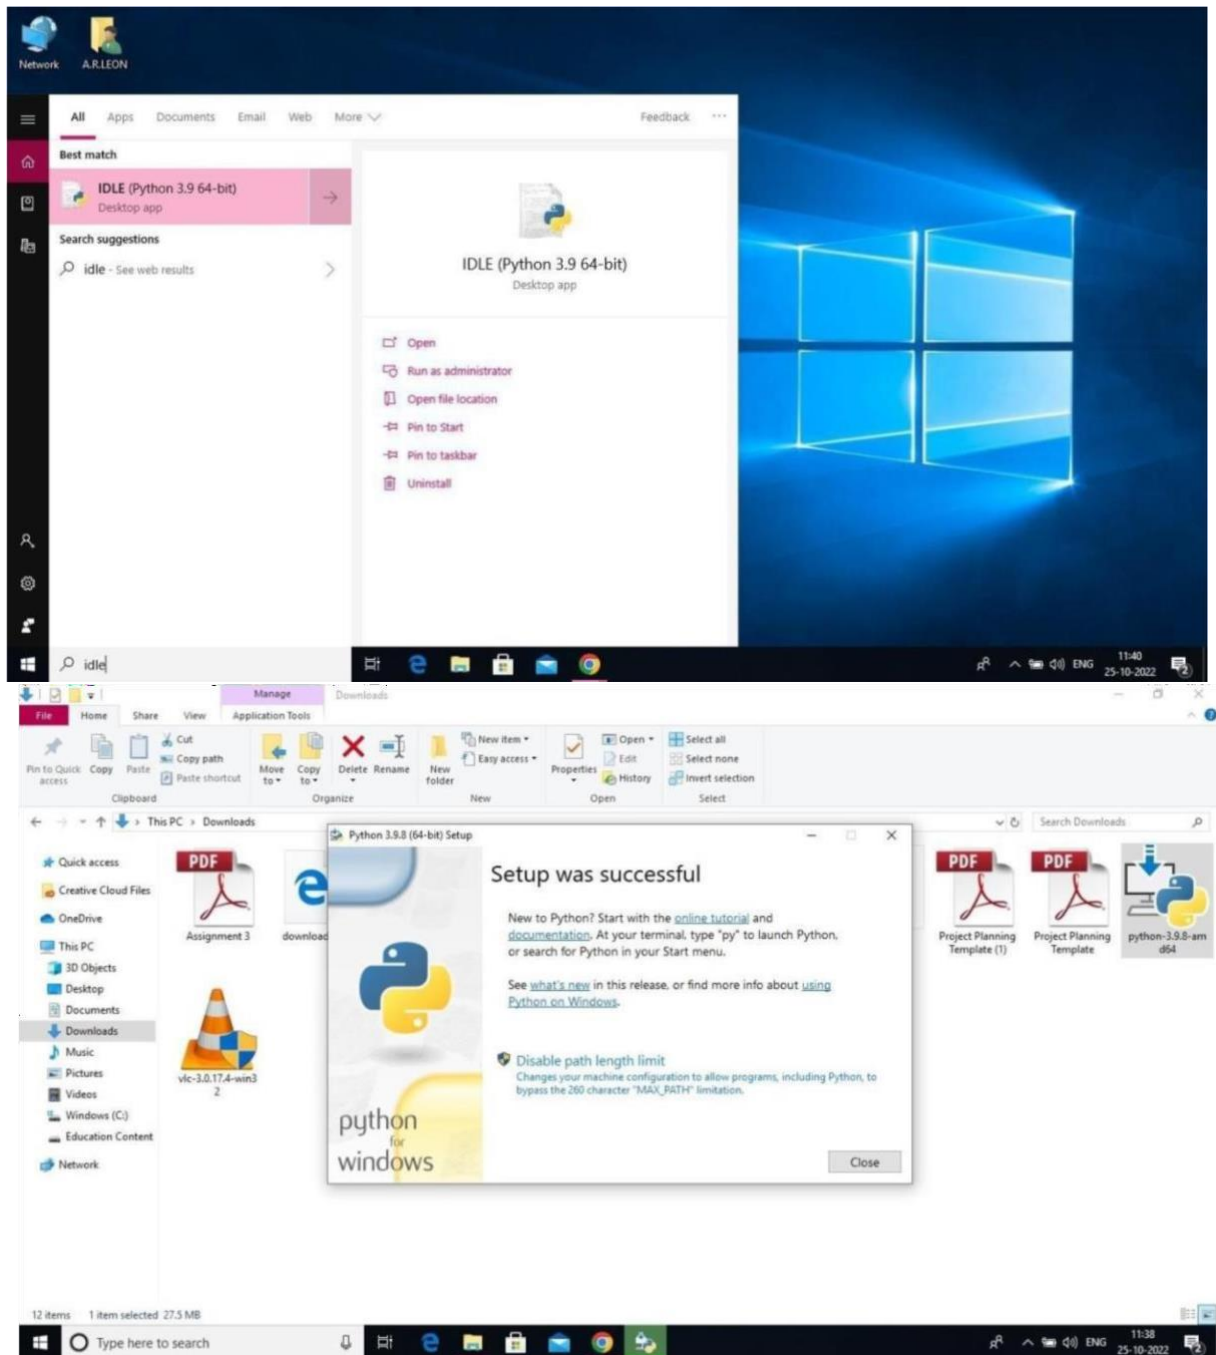 Network
A.R.LEON
All Apps Documents Email Web More
Feedback ...
Best match
IDLE (Python 3.9 64-bit)
Desktop app
Search suggestions
idle - See web results
IDLE (Python 3.9 64-bit)
Desktop app
Open
Run as administrator
Open file location
Pin to Start
Pin to taskbar
Uninstall
idle
ENG
11:40
25-10-2022
2
Manage
Downloads
File Home Share View Application Tools
Pin to Quick access
Copy
Paste
Cut
Copy path
Paste shortcut
Clipboard
Move to
Copy to
Delete
Rename
Organize
New folder
New item
Easy access
New
Properties
Open
Edit
History
Open
Select all
Select none
Invert selection
Select
This PC > Downloads
Search Downloads
Quick access
Creative Cloud Files
OneDrive
This PC
3D Objects
Desktop
Documents
Downloads
Music
Pictures
Videos
Windows (C:)
Education Content
Network
PDF
Assignment 3
download
vlc-3.0.17.4-win3
2
Python 3.9.8 (64-bit) Setup
Setup was successful
New to Python? Start with the online tutorial and
documentation. At your terminal, type "py" to launch Python,
or search for Python in your Start menu.
See what's new in this release, or find more info about using
Python on Windows.
Disable path length limit
Changes your machine configuration to allow programs, including Python, to
bypass the 260 character "MAX_PATH" limitation.
python
for
windows
Close
PDF
Project Planning
Template (1)
PDF
Project Planning
Template
python-3.9.8-am
d64
12 items 1 item selected 27.5 MB
Type here to search
ENG
11:38
25-10-2022
2